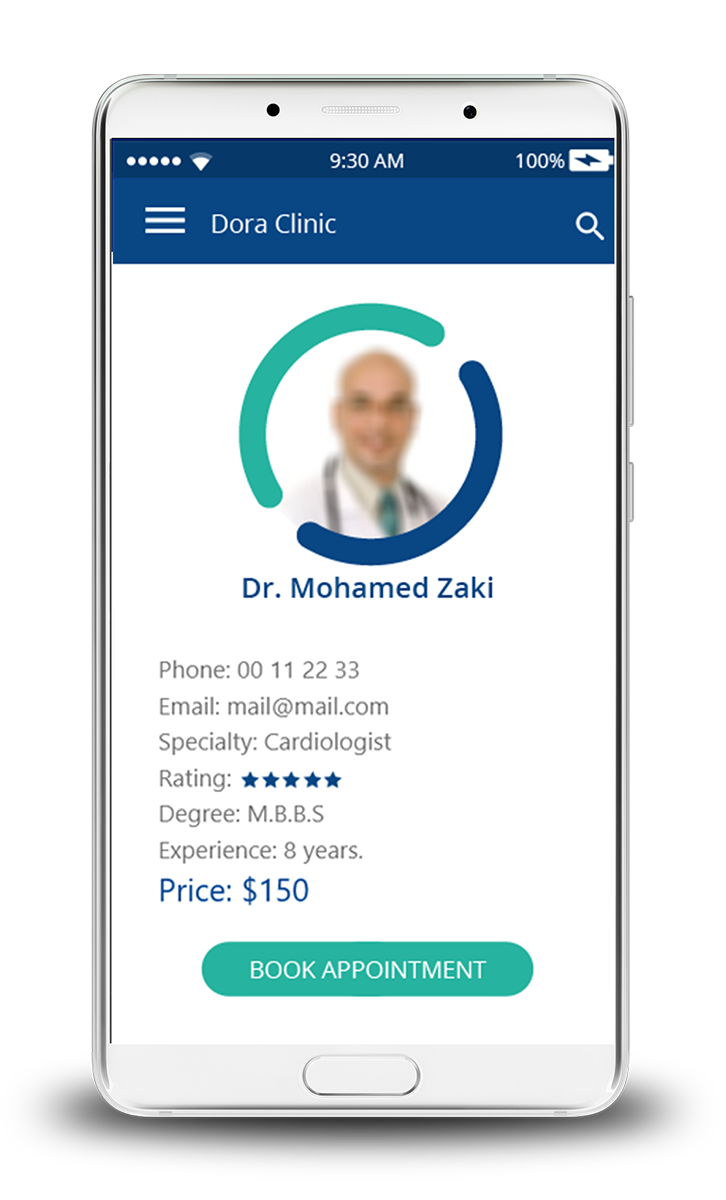 9:30 AM 100%
Dora Clinic
Dr. Mohamed Zaki
Phone: 00 11 22 33
Email: mail@mail.com
Specialty: Cardiologist
Rating: ★★★★★
Degree: M.B.B.S
Experience: 8 years.
Price: $150
BOOK APPOINTMENT